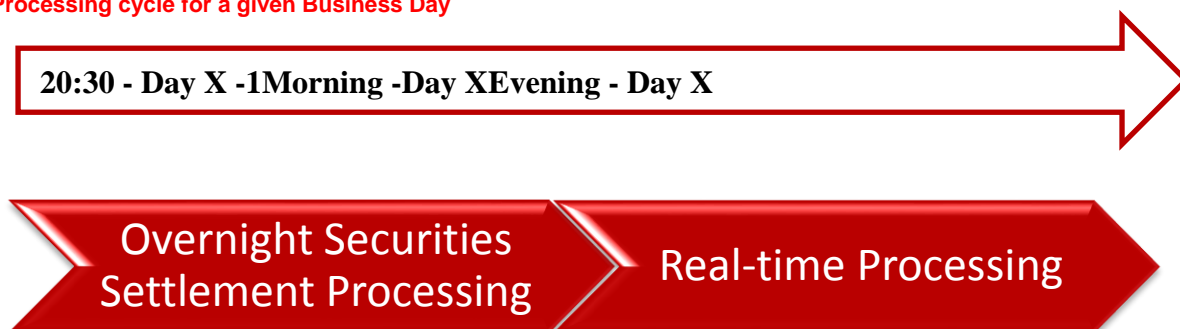 Processing cycle for a given Business Day
20:30 - Day X -1Morning -Day XEvening - Day X
Overnight Securities
Settlement Processing
Real-time Processing